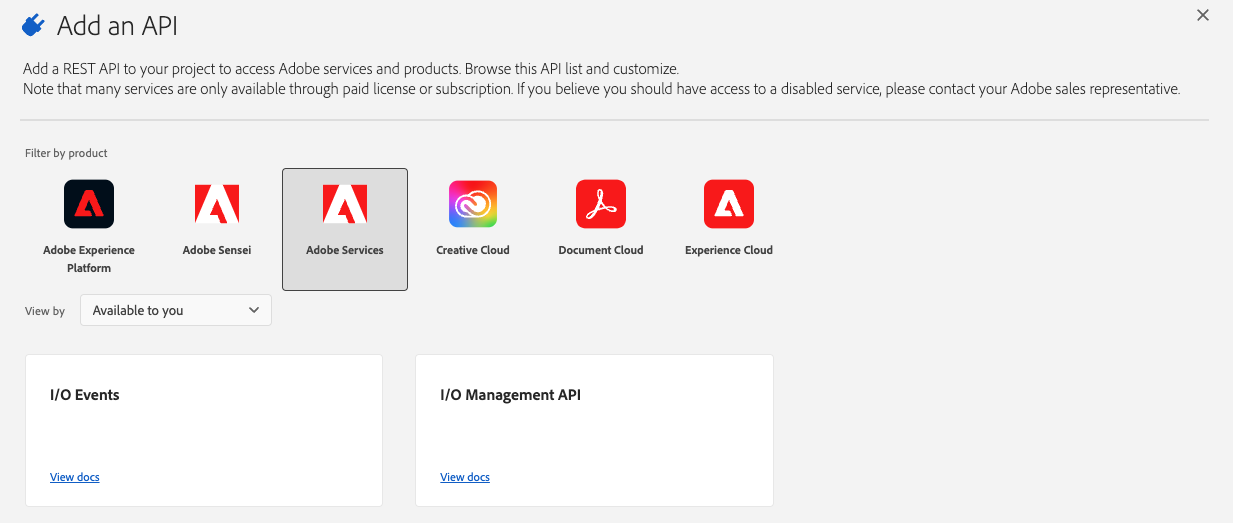 Add an API
Add a REST API to your project to access Adobe services and products. Browse this API list and customize.
Note that many services are only available through paid license or subscription. If you believe you should have access to a disabled service, please contact your Adobe sales representative.
Filter by product
Adobe Experience
Platform
Adobe Sensei
Adobe Services
Creative Cloud
Document Cloud
Experience Cloud
View by
Available to you
I/O Events
View docs
I/O Management API
View docs